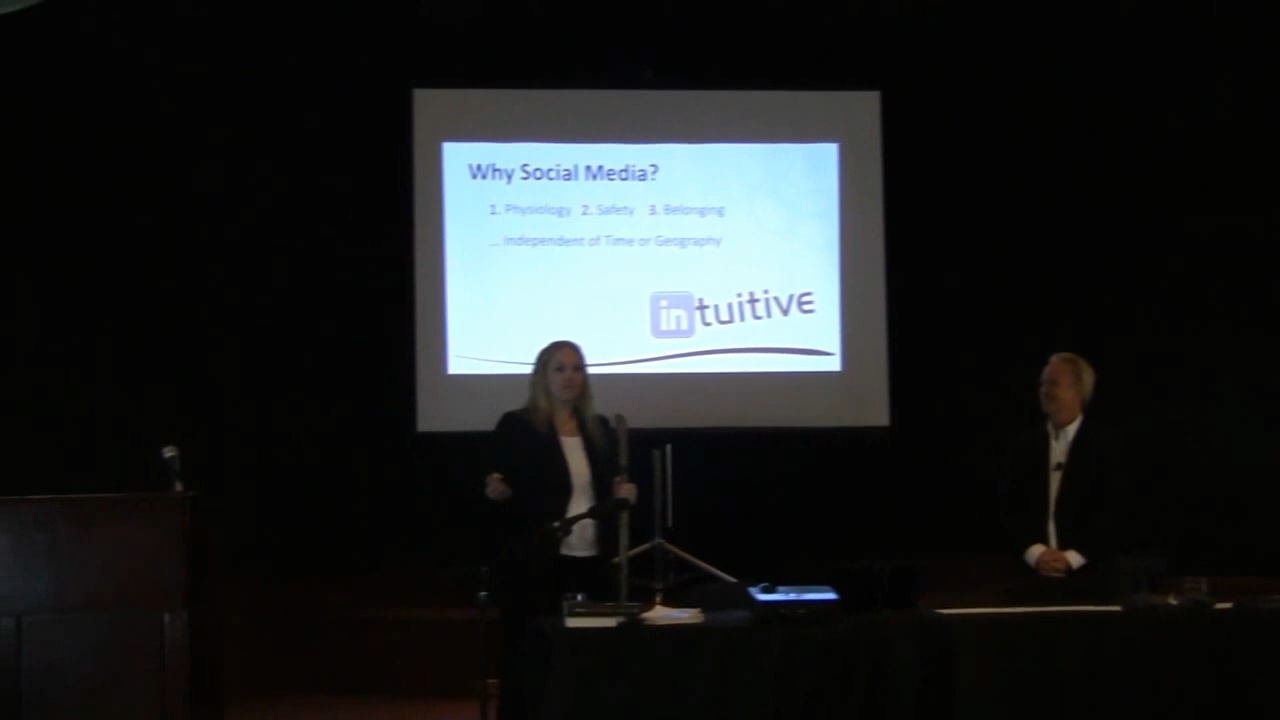 Why Social Media?
1. Physiology 2. Safety 3. Belonging
... Independent of Time or Geography
intuitive